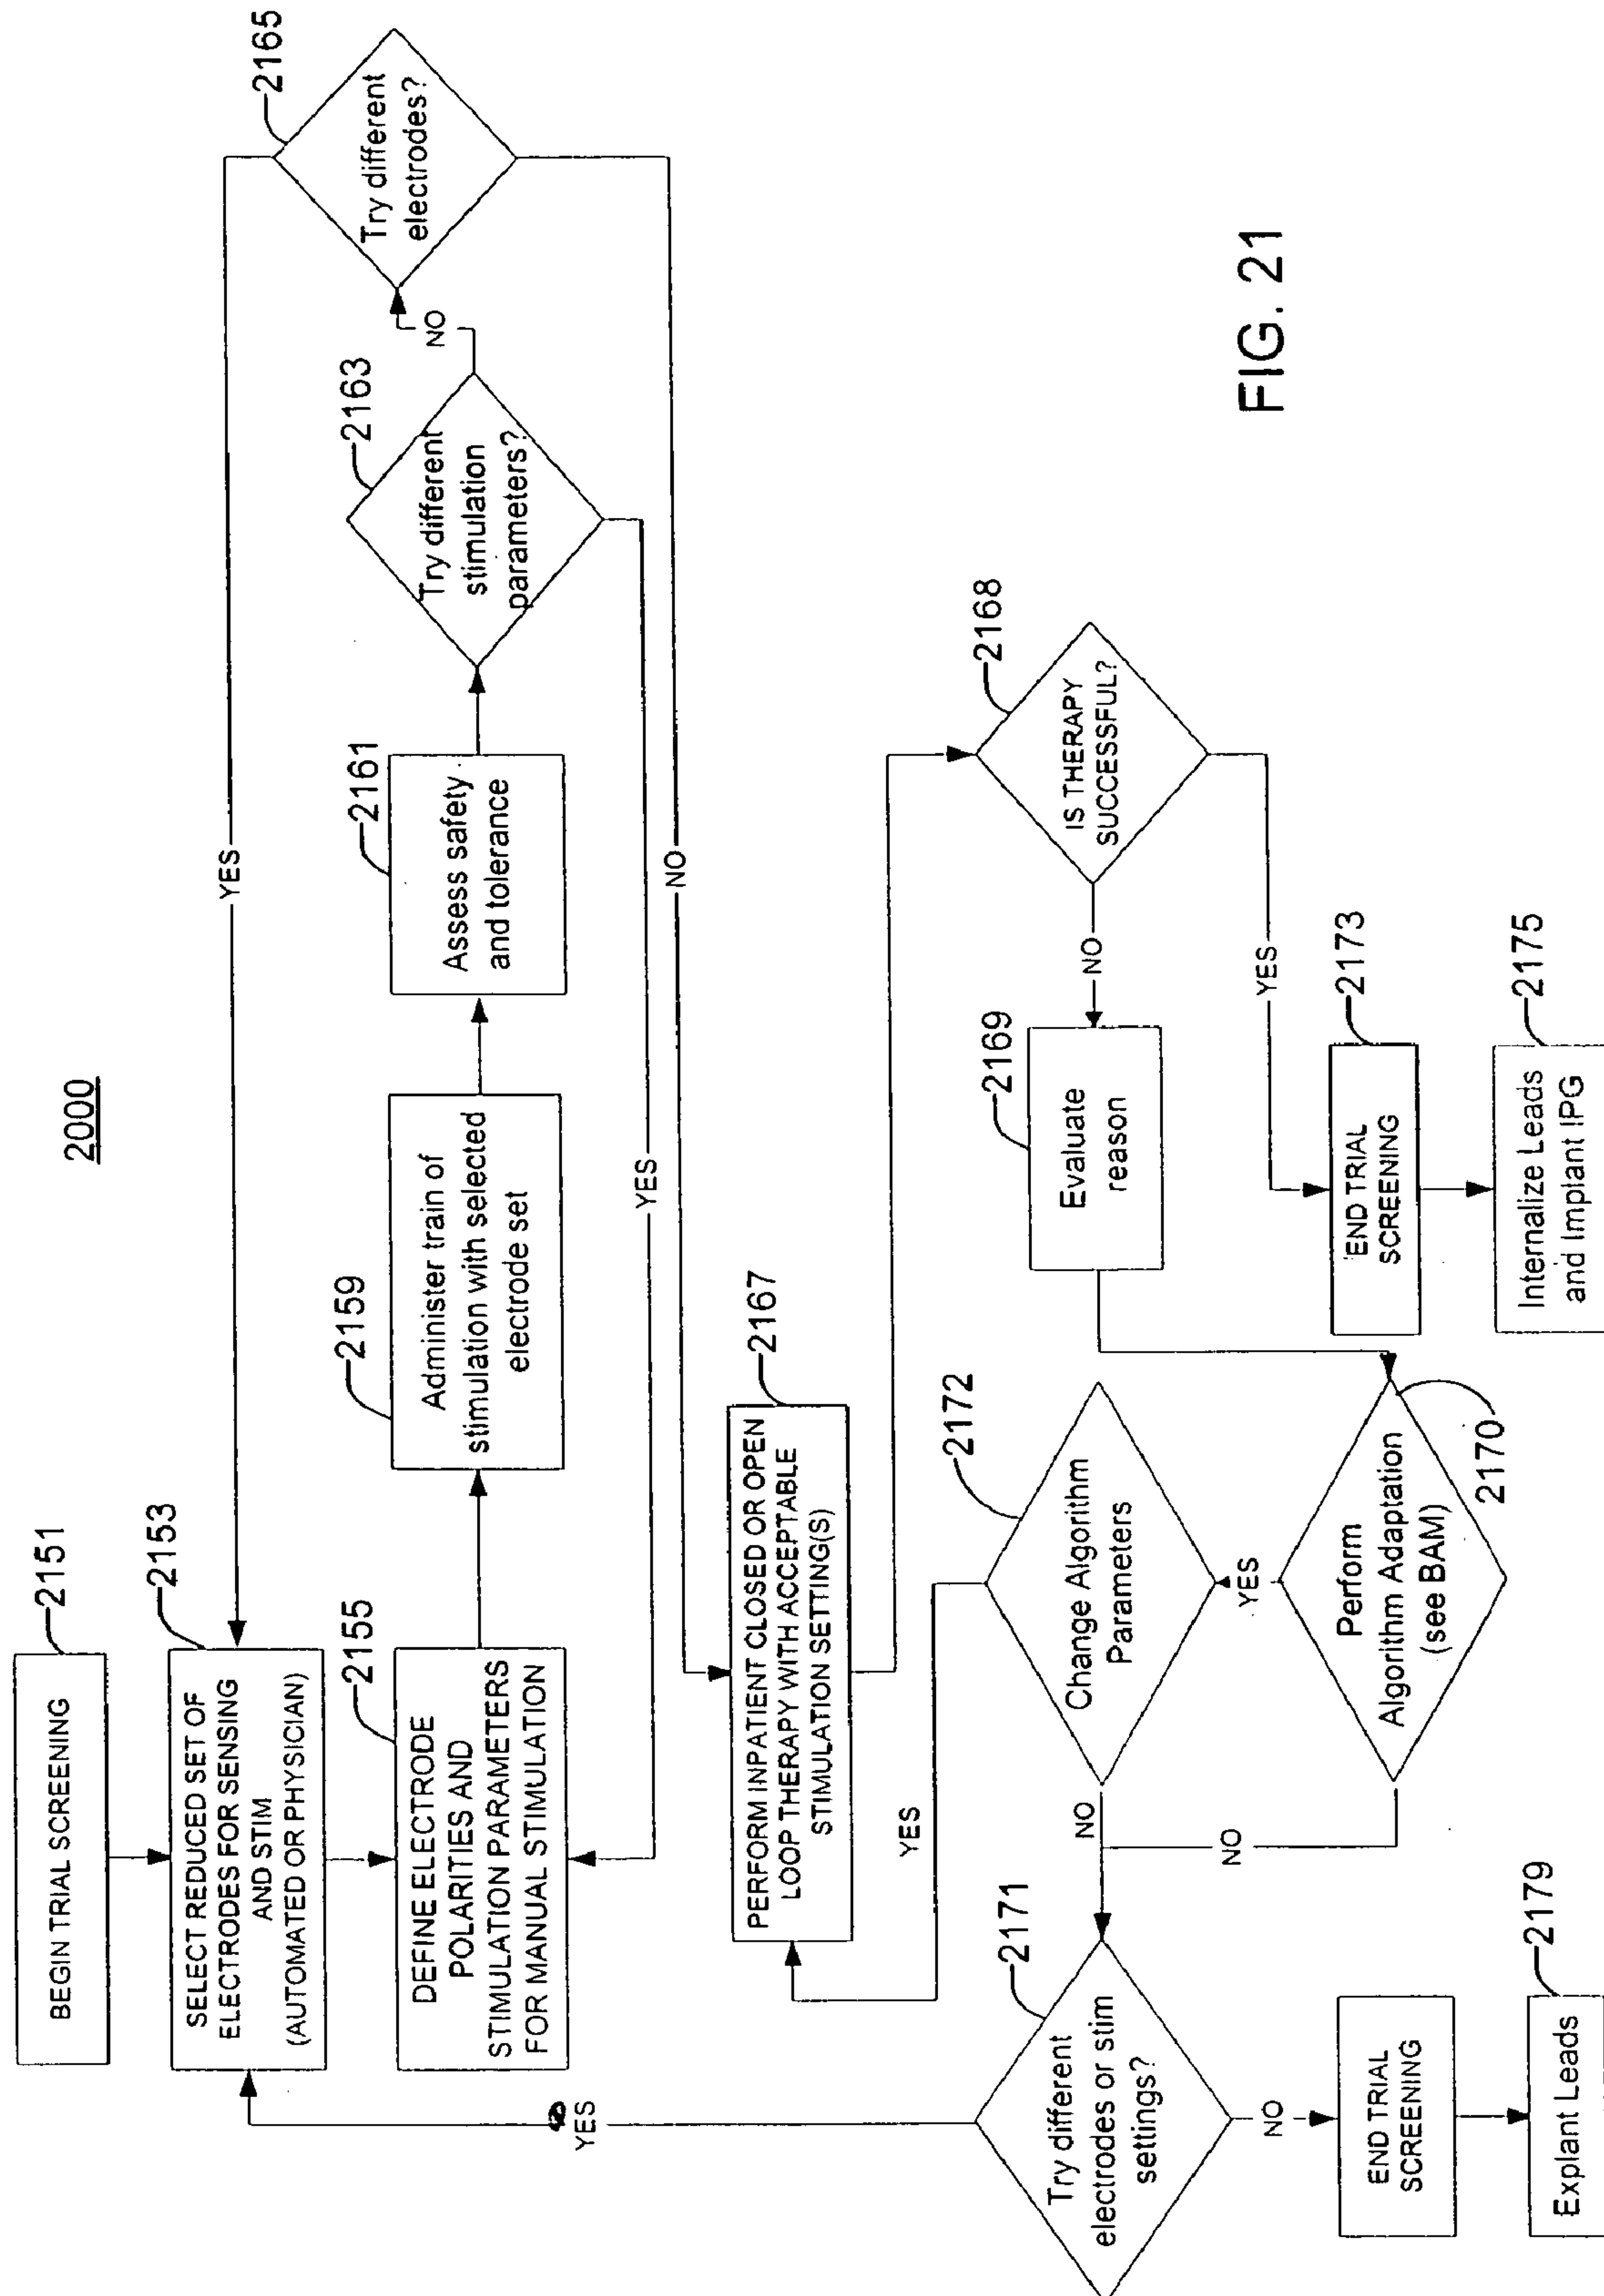 2000
BEGIN TRIAL SCREENING
2151
SELECT REDUCED SET OF
ELECTRODES FOR SENSING
AND STIM
(AUTOMATED OR PHYSICIAN)
2153
YES
DEFINE ELECTRODE
POLARITIES AND
STIMULATION PARAMETERS
FOR MANUAL STIMULATION
2155
Administer train of
stimulation with selected
electrode set
2159
Assess safety
and tolerance
2161
Try different
stimulation
parameters?
2163
NO
Try different
electrodes?
2165
YES
NO
PERFORM INPATIENT CLOSED OR OPEN
LOOP THERAPY WITH ACCEPTABLE
STIMULATION SETTING(S)
2167
IS THERAPY
SUCCESSFUL?
2168
NO
YES
Evaluate
reason
2169
YES
Change Algorithm
Parameters
2172
NO
YES
Perform
Algorithm Adaptation
(see BAM)
2170
NO
YES
Try different
electrodes or stim
settings?
2171
NO
END TRIAL
SCREENING
Explant Leads
2179
END TRIAL
SCREENING
2173
Internalize Leads
and Implant IPG
2175
FIG. 21